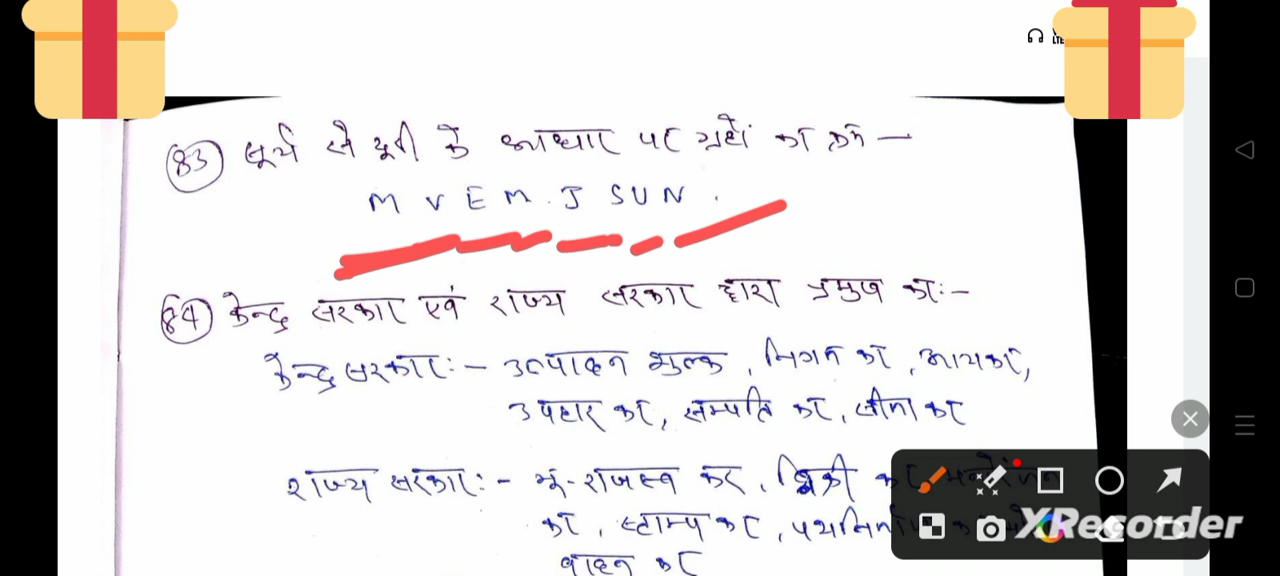 LTE
83 सूर्य से दूरी के आधार पर ग्रहों का क्रम —
M V E M J S U N .
84 केन्द्र सरकार एवं राज्य सरकार द्वारा प्रमुख कर:-
केन्द्र सरकार:- उत्पादन शुल्क, निगम कर, आयकर,
उपहार कर, सम्पति कर, सीमा कर
राज्य सरकार:- भू-राजस्व कर, बिक्री कर
कर, स्टाम्प कर,
वाहन कर
XRecorder